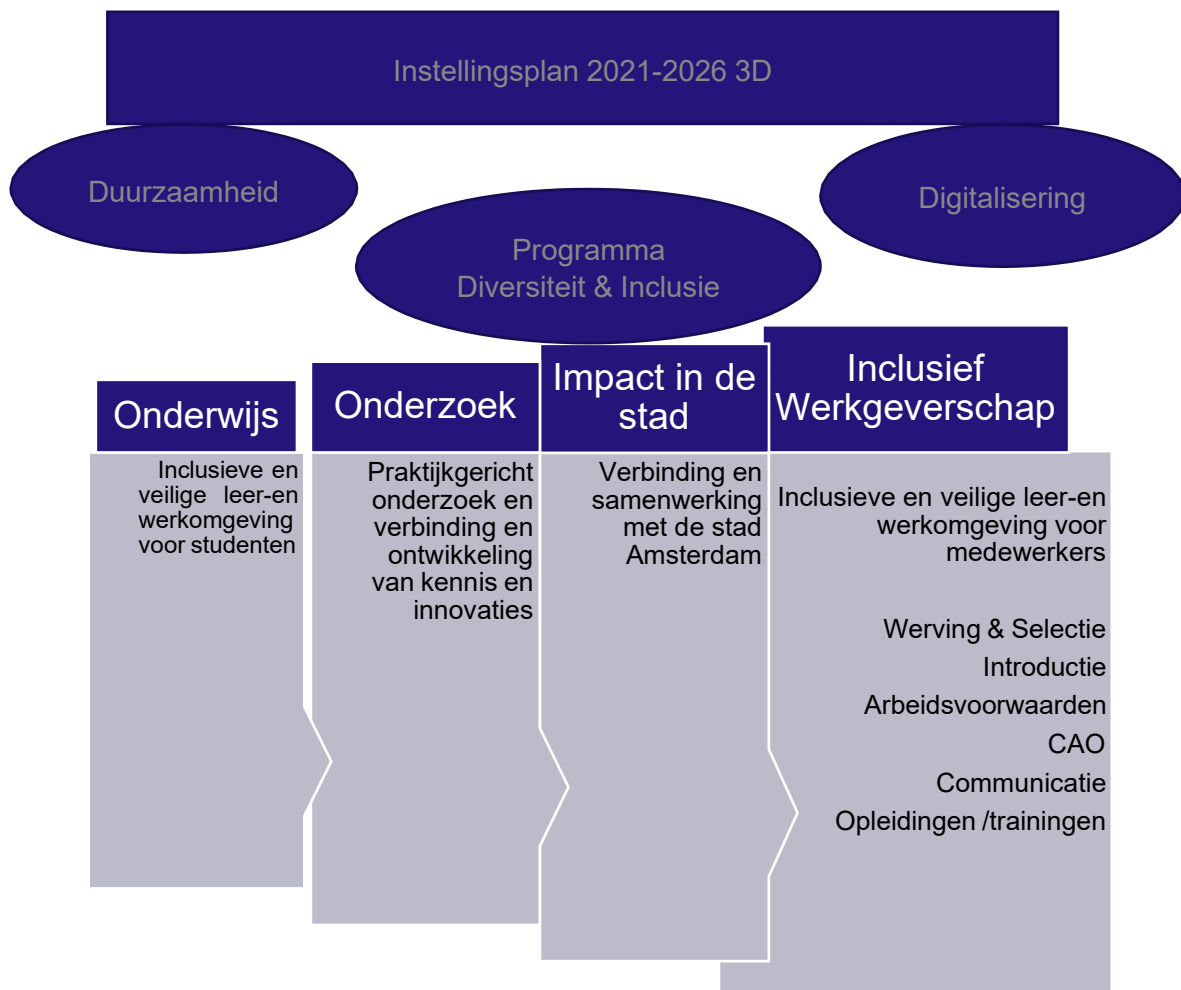 Instellingsplan 2021-2026 3D
Duurzaamheid
Digitalisering
Programma
Diversiteit & Inclusie
Onderwijs
Inclusieve en
veilige leer-en
werkomgeving
voor studenten
Onderzoek
Praktijkgericht
onderzoek en
verbinding en
ontwikkeling
van kennis en
innovaties
Impact in de
stad
Verbinding en
samenwerking
met de stad
Amsterdam
Inclusief
Werkgeverschap
Inclusieve en veilige leer-en
werkomgeving voor
medewerkers
Werving & Selectie
Introductie
Arbeidsvoorwaarden
CAO
Communicatie
Opleidingen /trainingen